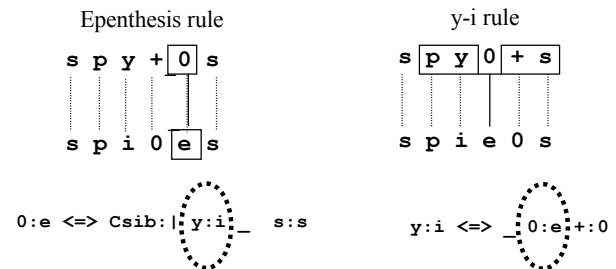 Epenthesis rule
y-i rule
s p y + 0 s
s p y 0 + s
s p i 0 e s
s p i e 0 s
0:e <=> Csib:| y:i _ s:s
y:i <=> _ 0:e +:0